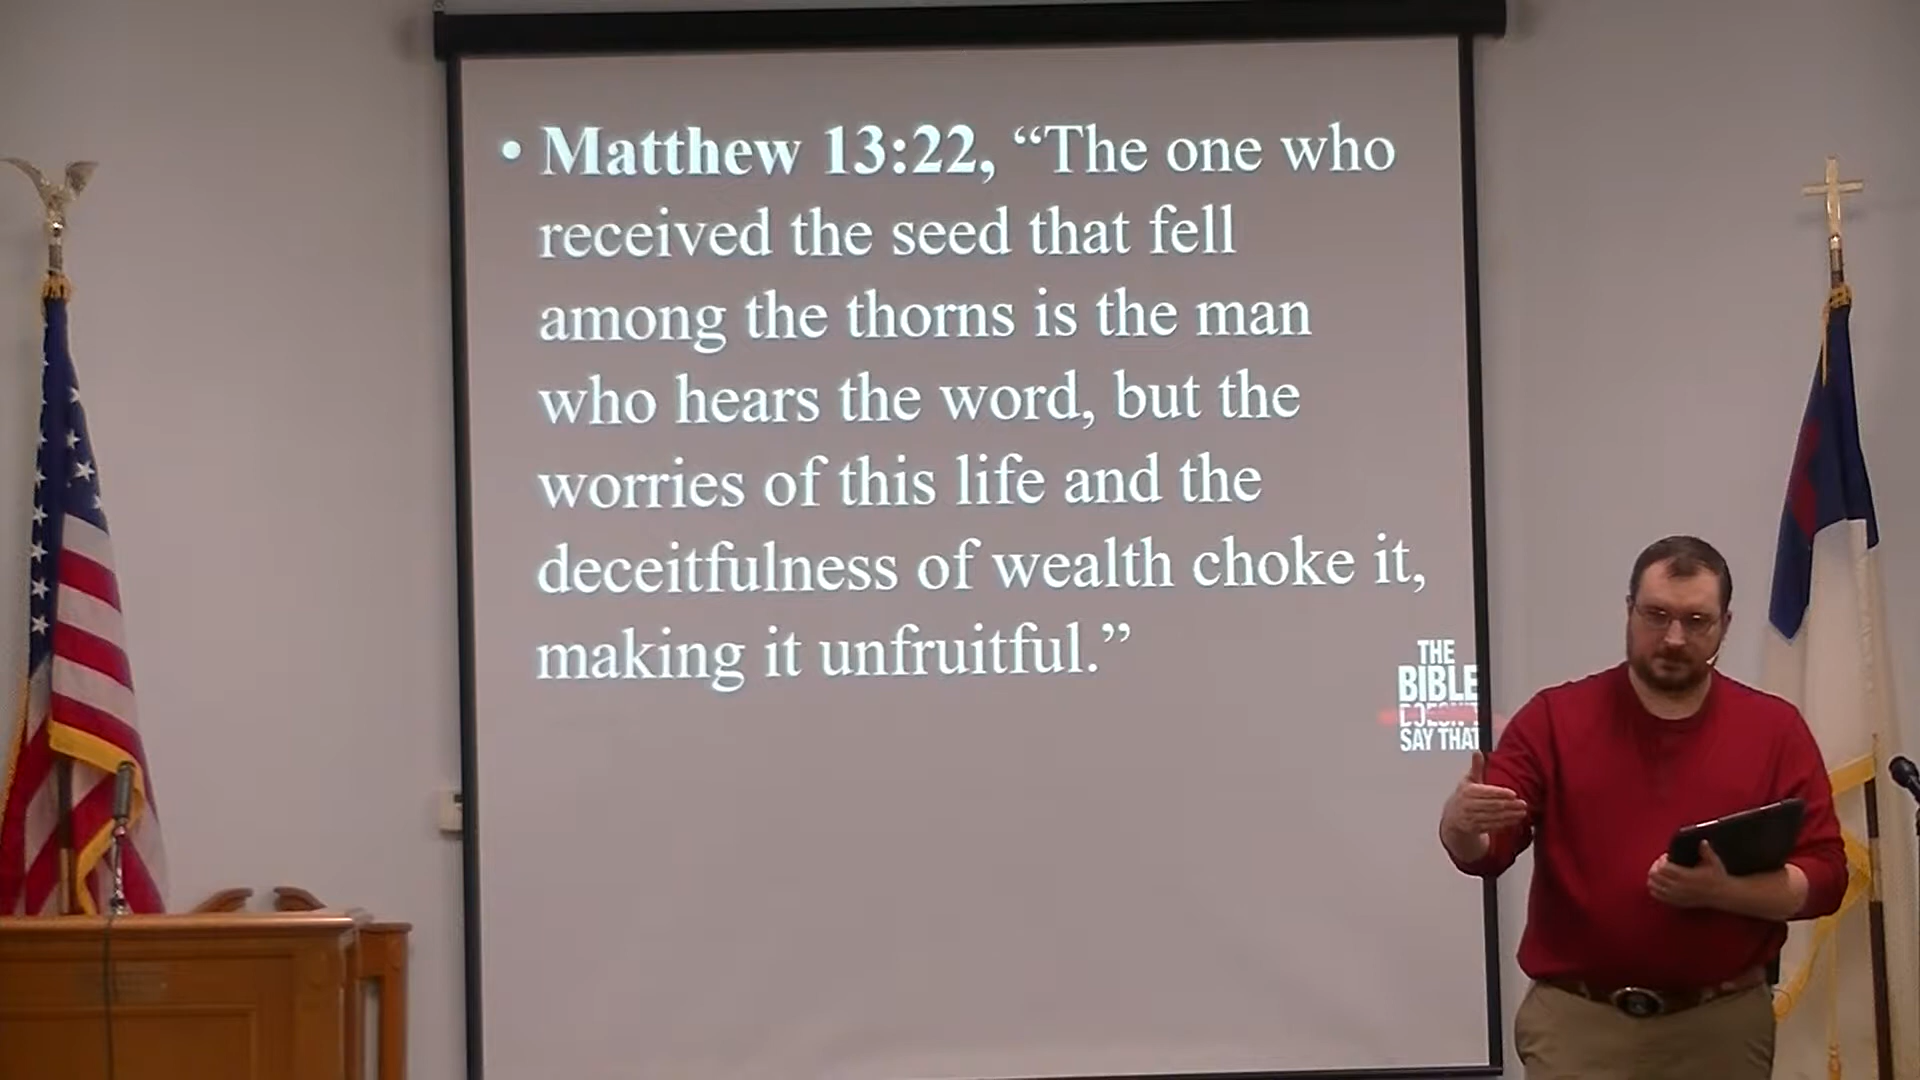 • Matthew 13:22, “The one who
received the seed that fell
among the thorns is the man
who hears the word, but the
worries of this life and the
deceitfulness of wealth choke it,
making it unfruitful.”
THE
BIBLE
DOESN'T
SAY THAT